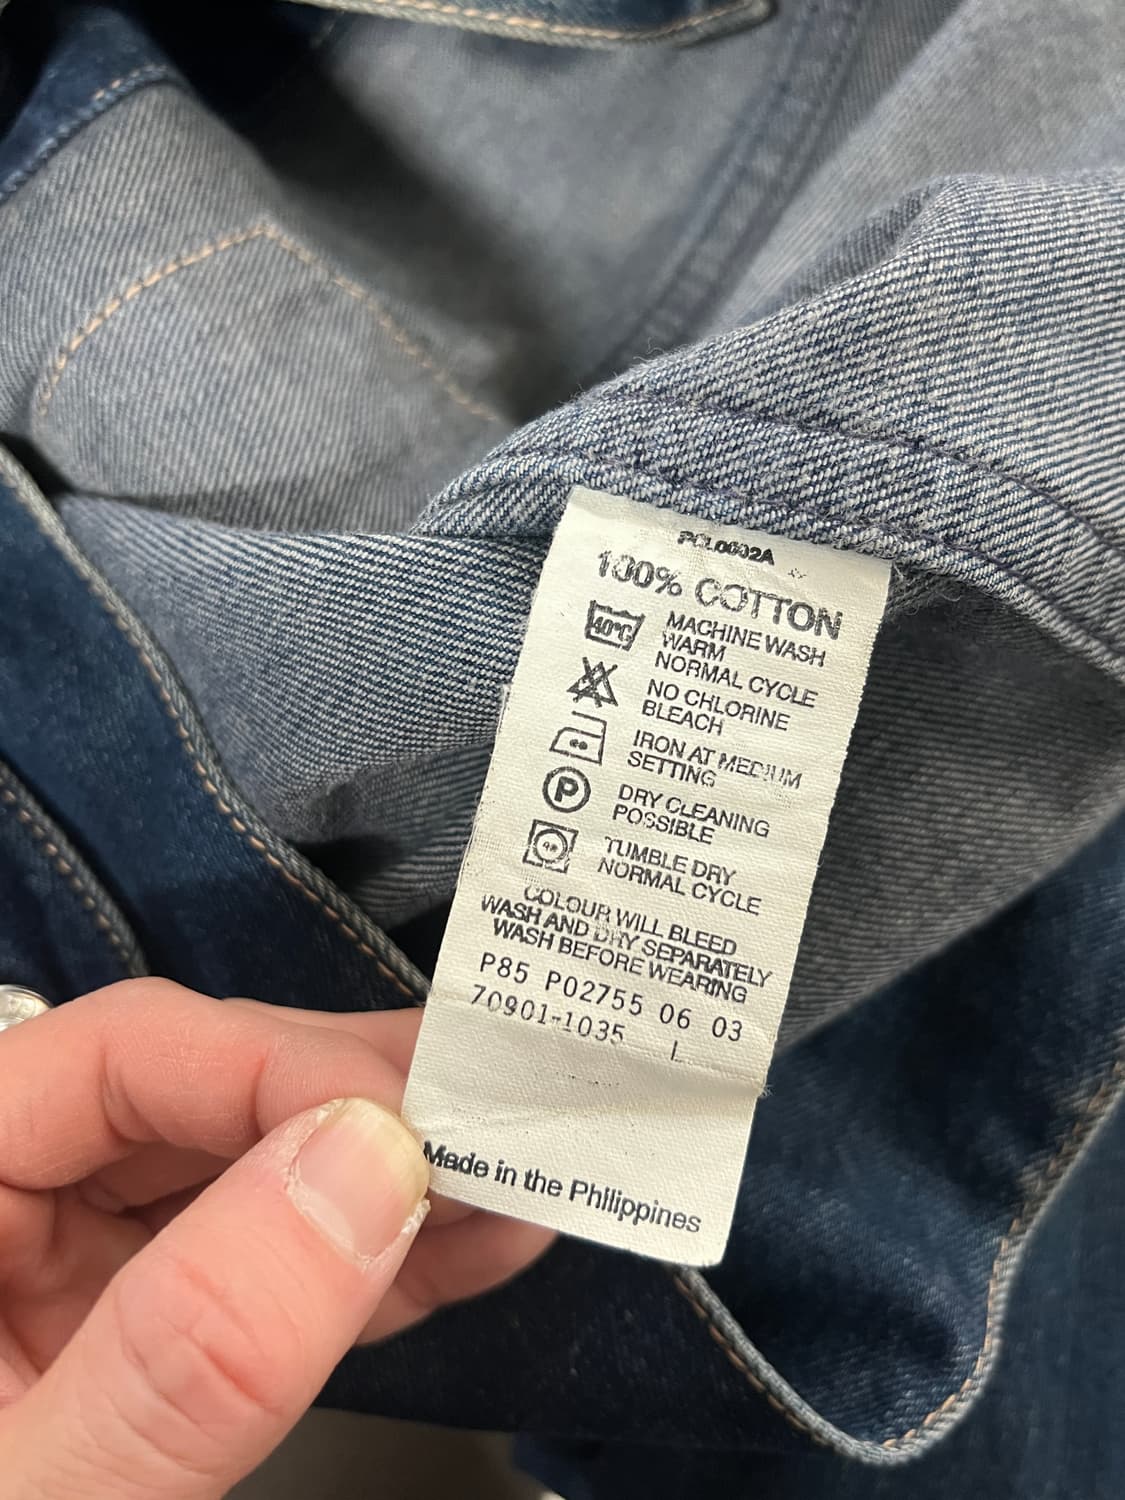 PCL0002A
100% COTTON
40°C
MACHINE WASH
WARM
NORMAL CYCLE
NO CHLORINE
BLEACH
IRON AT MEDIUM
SETTING
P
DRY CLEANING
POSSIBLE
TUMBLE DRY
NORMAL CYCLE
COLOUR WILL BLEED
WASH AND DRY SEPARATELY
WASH BEFORE WEARING
P85 P02755 06 03
70901-1035 L
Made in the Philippines